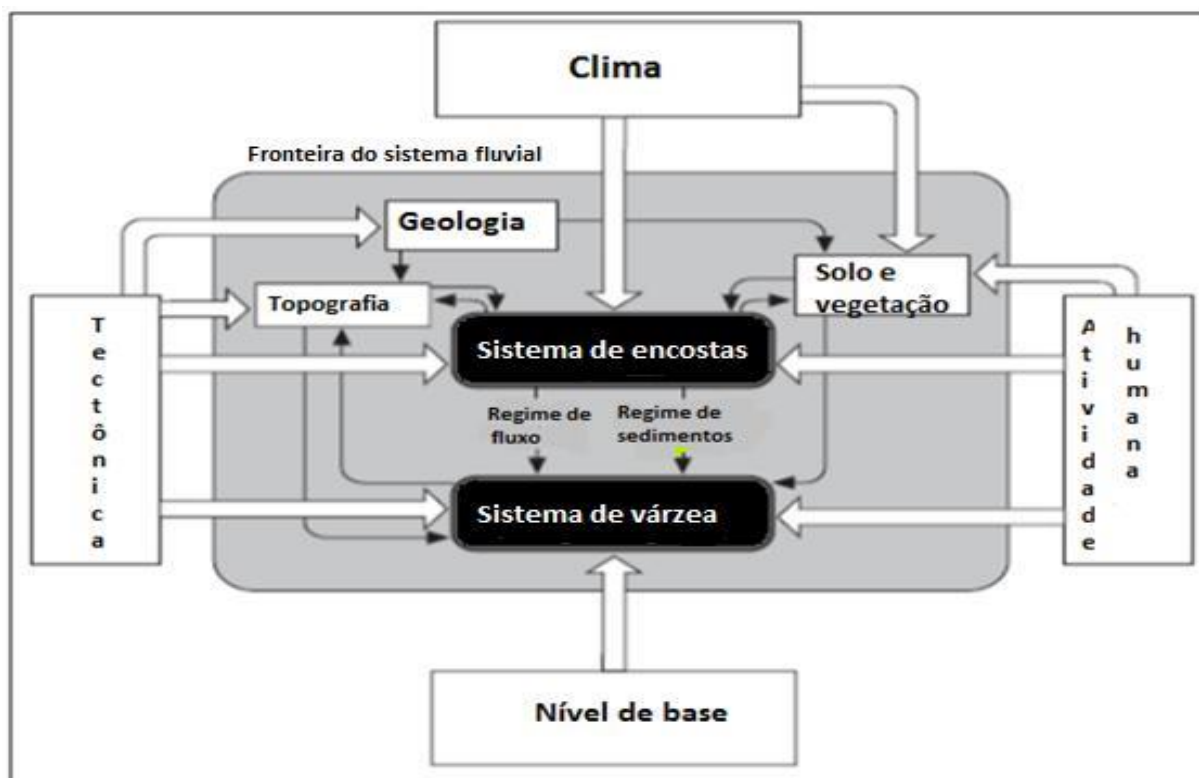 Clima
Fronteira do sistema fluvial
Geologia
Topografia
Solo e
vegetação
Tectônica
Sistema de encostas
Atividade
humana
Regime de
fluxo
Regime de
sedimentos
Sistema de várzea
Nível de base